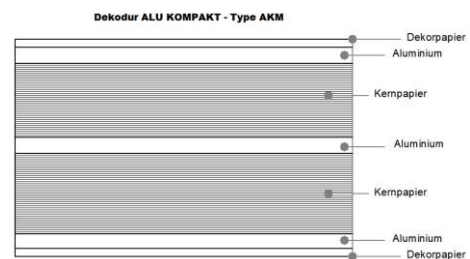 Dekodur ALU KOMPAKT - Type AKM
Dekorpapier
Aluminium
Kernpapier
Aluminium
Kernpapier
Aluminium
Dekorpapier